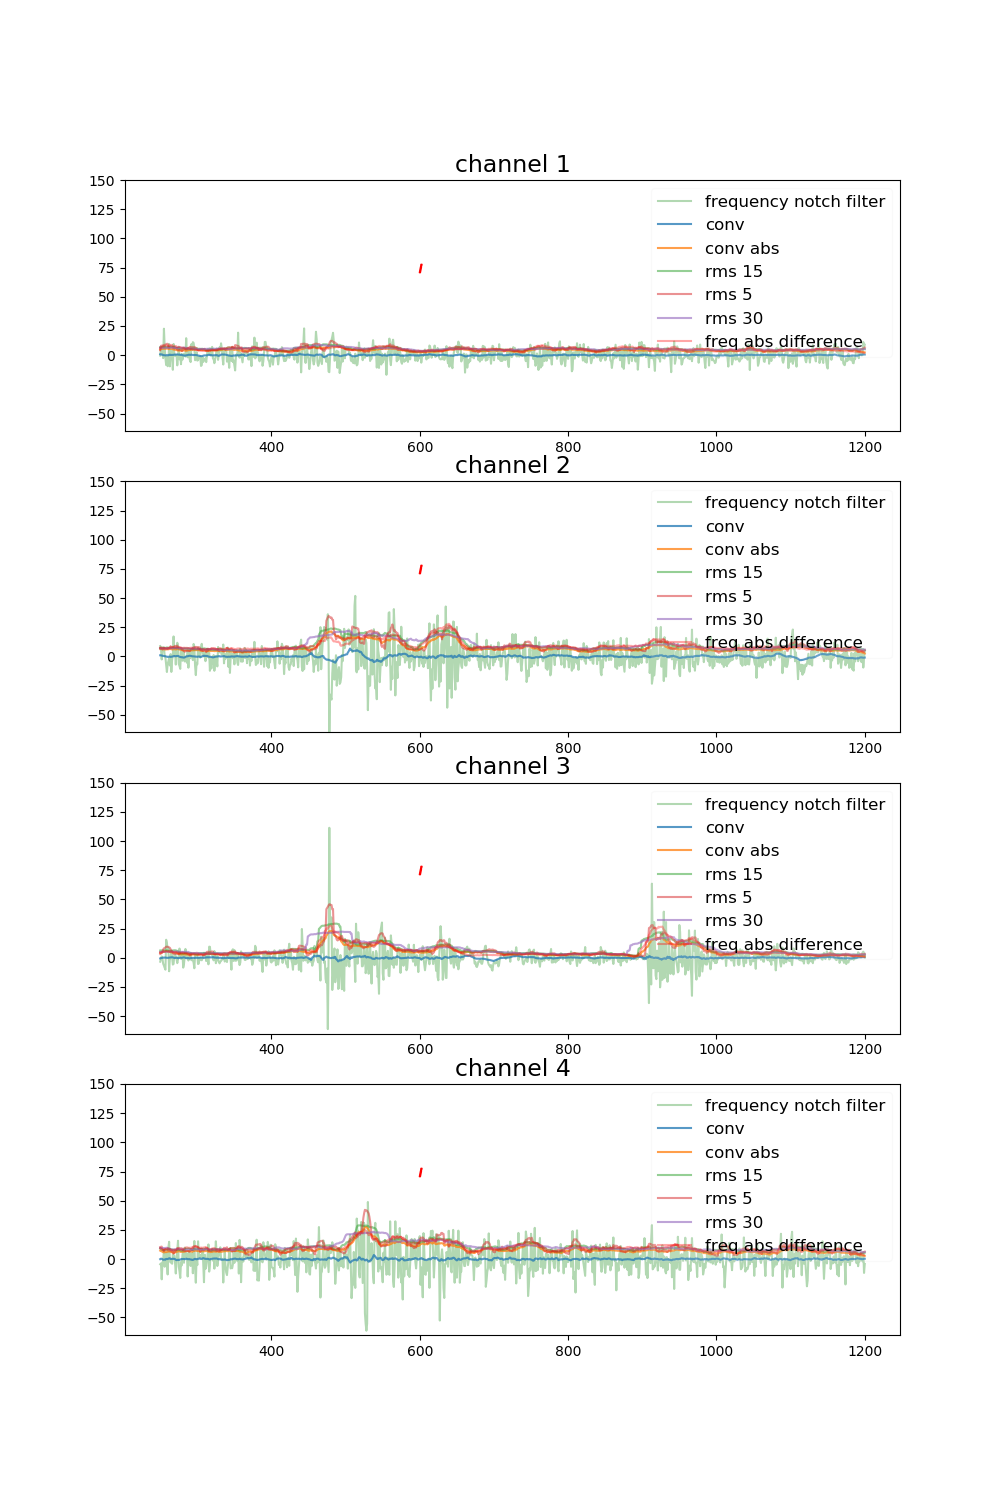 channel 1
150
125
100
75
50
25
0
−25
−50
frequency notch filter
conv
conv abs
rms 15
rms 5
rms 30
freq abs difference
400 600 800 1000 1200
channel 2
150
125
100
75
50
25
0
−25
−50
frequency notch filter
conv
conv abs
rms 15
rms 5
rms 30
freq abs difference
400 600 800 1000 1200
channel 3
150
125
100
75
50
25
0
−25
−50
frequency notch filter
conv
conv abs
rms 15
rms 5
rms 30
freq abs difference
400 600 800 1000 1200
channel 4
150
125
100
75
50
25
0
−25
−50
frequency notch filter
conv
conv abs
rms 15
rms 5
rms 30
freq abs difference
400 600 800 1000 1200